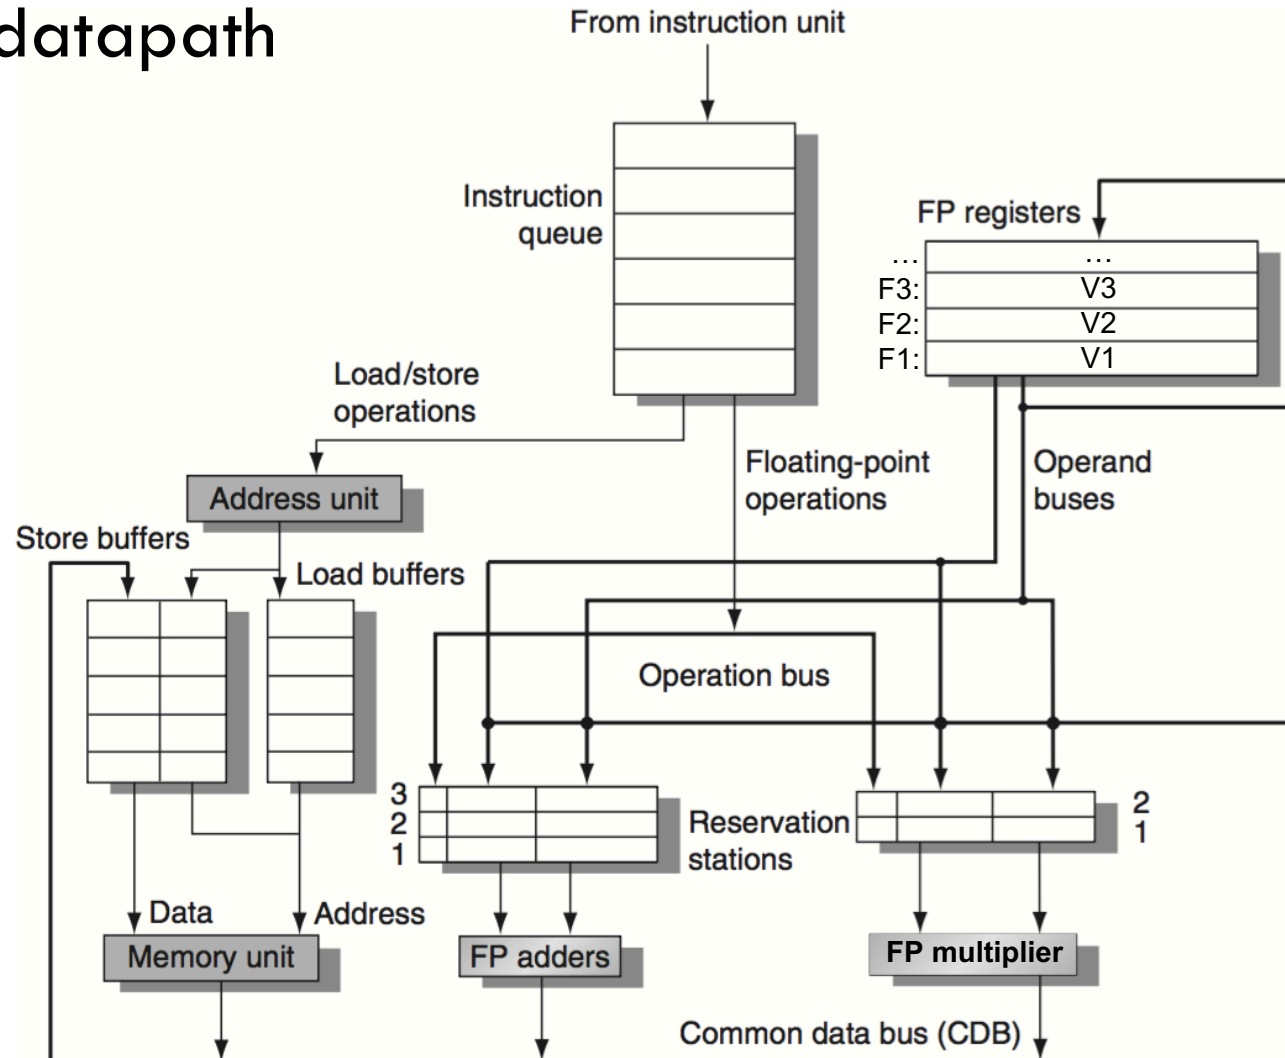 datapath
From instruction unit
Instruction
queue
FP registers
... ...
F3: V3
F2: V2
F1: V1
Load/store
operations
Floating-point
operations
Operand
buses
Address unit
Store buffers
Load buffers
Operation bus
3
2
1
Reservation
stations
2
1
Data
Address
Memory unit
FP adders
FP multiplier
Common data bus (CDB)